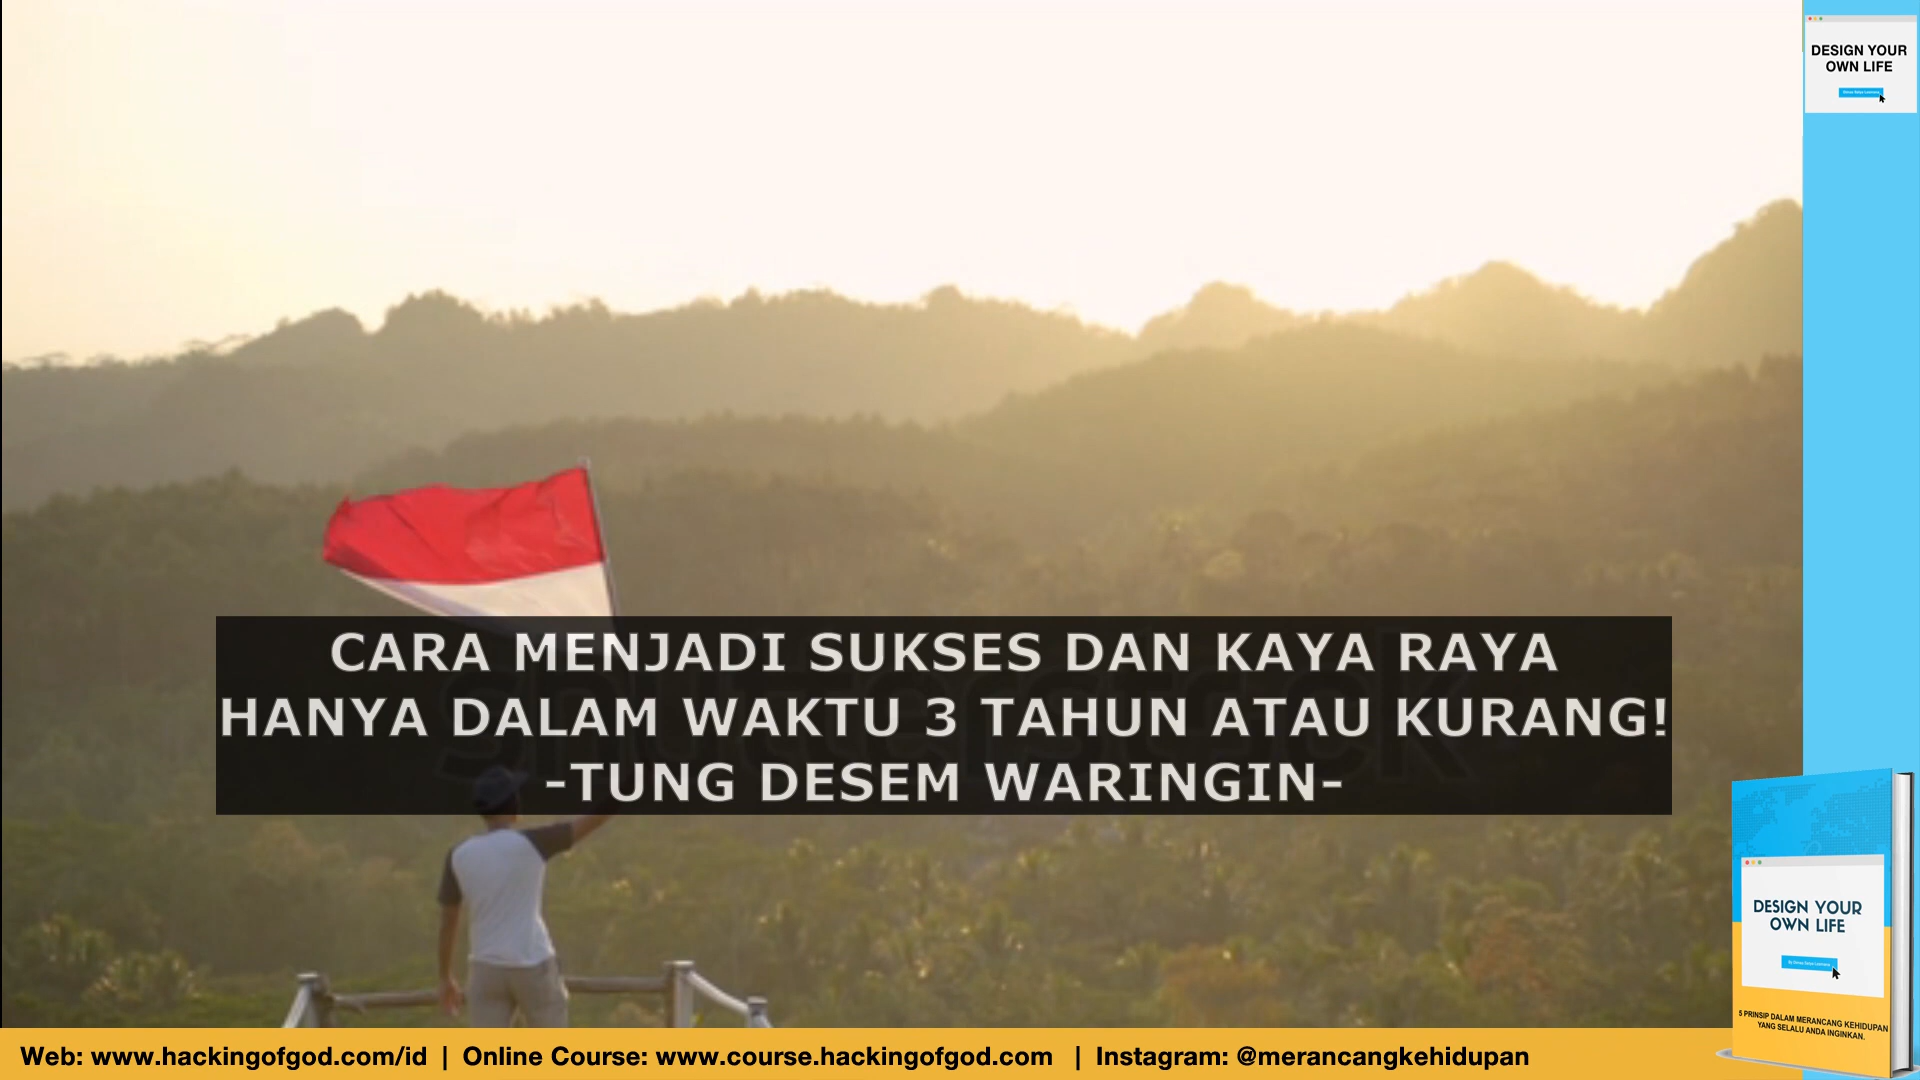 DESIGN YOUR
OWN LIFE
CARA MENJADI SUKSES DAN KAYA RAYA
HANYA DALAM WAKTU 3 TAHUN ATAU KURANG!
-TUNG DESEM WARINGIN-
shutterstock
DESIGN YOUR
OWN LIFE
5 PRINSIP DALAM MERANCANG KEHIDUPAN
YANG SELALU ANDA INGINKAN.
Web: www.hackingofgod.com/id | Online Course: www.course.hackingofgod.com | Instagram: @merancangkehidupan